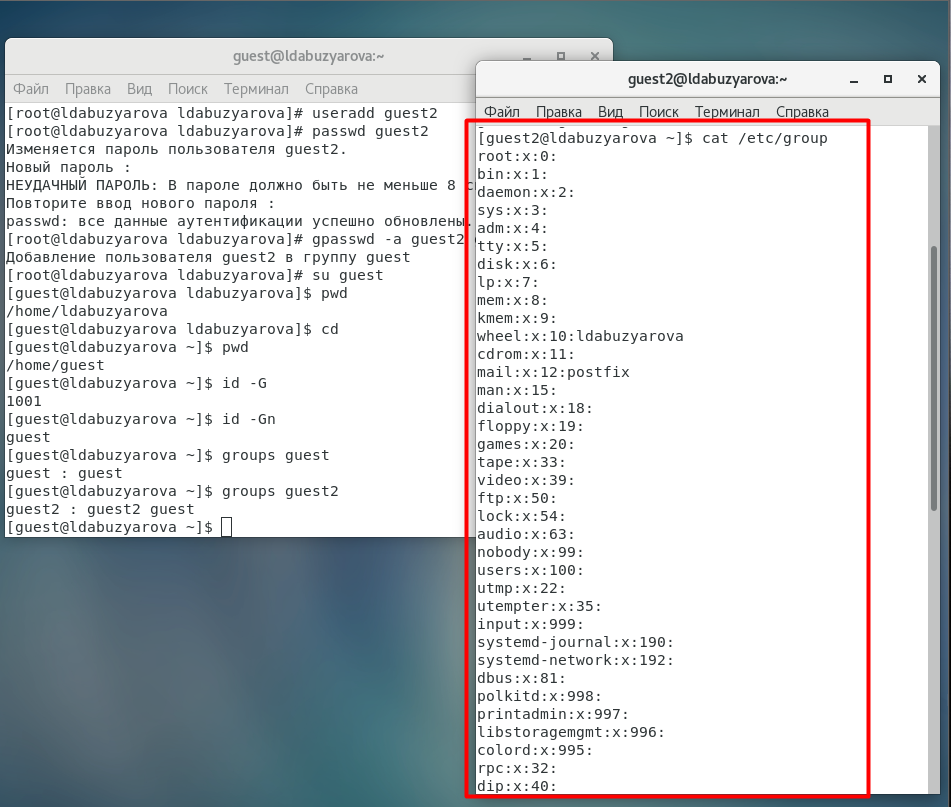 guest@ldabuzyarova:~
Файл Правка Вид Поиск Терминал Справка
[root@ldabuzyarova ldabuzyarova]# useradd guest2
[root@ldabuzyarova ldabuzyarova]# passwd guest2
Изменяется пароль пользователя guest2.
Новый пароль :
НЕУДАЧНЫЙ ПАРОЛЬ: В пароле должно быть не меньше 8
Повторите ввод нового пароля :
passwd: все данные аутентификации успешно обновлены.
[root@ldabuzyarova ldabuzyarova]# gpasswd -a guest2
Добавление пользователя guest2 в группу guest
[root@ldabuzyarova ldabuzyarova]# su guest
[guest@ldabuzyarova ldabuzyarova]$ pwd
/home/ldabuzyarova
[guest@ldabuzyarova ldabuzyarova]$ cd
[guest@ldabuzyarova ~]$ pwd
/home/guest
[guest@ldabuzyarova ~]$ id -G
1001
[guest@ldabuzyarova ~]$ id -Gn
guest
[guest@ldabuzyarova ~]$ groups guest
guest : guest
[guest@ldabuzyarova ~]$ groups guest2
guest2 : guest2 guest
[guest@ldabuzyarova ~]$
guest2@ldabuzyarova:~
Файл Правка Вид Поиск Терминал Справка
[guest2@ldabuzyarova ~]$ cat /etc/group
root:x:0:
bin:x:1:
daemon:x:2:
sys:x:3:
adm:x:4:
tty:x:5:
disk:x:6:
lp:x:7:
mem:x:8:
kmem:x:9:
wheel:x:10:ldabuzyarova
cdrom:x:11:
mail:x:12:postfix
man:x:15:
dialout:x:18:
floppy:x:19:
games:x:20:
tape:x:33:
video:x:39:
ftp:x:50:
lock:x:54:
audio:x:63:
nobody:x:99:
users:x:100:
utmp:x:22:
utempter:x:35:
input:x:999:
systemd-journal:x:190:
systemd-network:x:192:
dbus:x:81:
polkitd:x:998:
printadmin:x:997:
libstoragemgmt:x:996:
colord:x:995:
rpc:x:32:
dip:x:40: